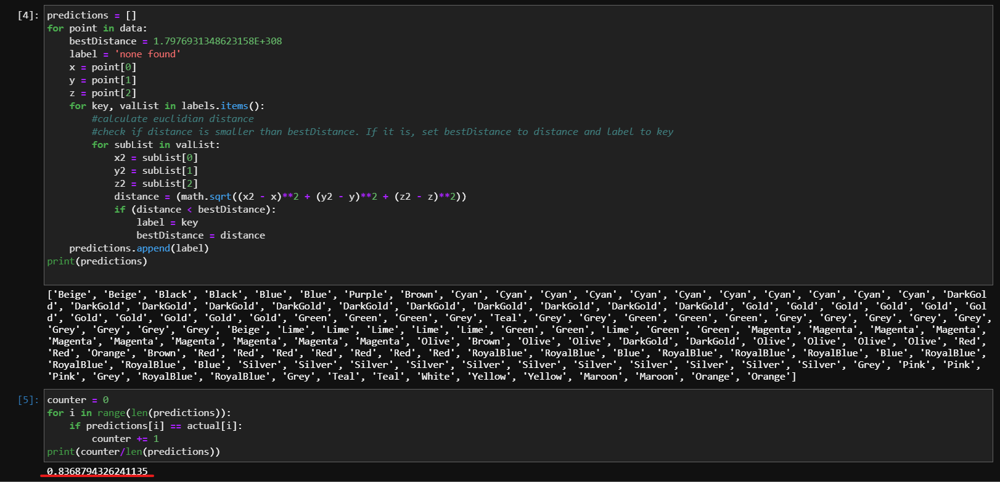 [4]: predictions = []
for point in data:
    bestDistance = 1.7976931348623158E+308
    label = 'none found'
    x = point[0]
    y = point[1]
    z = point[2]
    for key, valList in labels.items():
        #calculate euclidian distance
        #check if distance is smaller than bestDistance. If it is, set bestDistance to distance and label to key
        for subList in valList:
            x2 = subList[0]
            y2 = subList[1]
            z2 = subList[2]
            distance = (math.sqrt((x2 - x)**2 + (y2 - y)**2 + (z2 - z)**2))
            if (distance < bestDistance):
                label = key
                bestDistance = distance
    predictions.append(label)
print(predictions)
['Beige', 'Beige', 'Black', 'Black', 'Blue', 'Blue', 'Purple', 'Brown', 'Cyan', 'Cyan', 'Cyan', 'Cyan', 'Cyan', 'Cyan', 'Cyan', 'Cyan', 'Cyan', 'Cyan', 'Cyan', 'DarkGol
d', 'DarkGold', 'DarkGold', 'DarkGold', 'DarkGold', 'DarkGold', 'DarkGold', 'DarkGold', 'DarkGold', 'DarkGold', 'DarkGold', 'Gold', 'Gold', 'Gold', 'Gold', 'Gold', 'Gol
d', 'Gold', 'Gold', 'Gold', 'Gold', 'Gold', 'Green', 'Green', 'Green', 'Grey', 'Teal', 'Grey', 'Grey', 'Green', 'Green', 'Green', 'Grey', 'Grey', 'Grey', 'Grey', 'Grey',
'Grey', 'Grey', 'Grey', 'Grey', 'Beige', 'Lime', 'Lime', 'Lime', 'Lime', 'Lime', 'Green', 'Green', 'Lime', 'Green', 'Green', 'Magenta', 'Magenta', 'Magenta', 'Magenta',
'Magenta', 'Magenta', 'Magenta', 'Magenta', 'Magenta', 'Magenta', 'Olive', 'Brown', 'Olive', 'Olive', 'DarkGold', 'DarkGold', 'Olive', 'Olive', 'Olive', 'Olive', 'Red',
'Red', 'Orange', 'Brown', 'Red', 'Red', 'Red', 'Red', 'Red', 'Red', 'Red', 'RoyalBlue', 'RoyalBlue', 'Blue', 'RoyalBlue', 'RoyalBlue', 'RoyalBlue', 'Blue', 'RoyalBlue',
'RoyalBlue', 'RoyalBlue', 'Blue', 'Silver', 'Silver', 'Silver', 'Silver', 'Silver', 'Silver', 'Silver', 'Silver', 'Silver', 'Silver', 'Silver', 'Grey', 'Pink', 'Pink',
'Pink', 'Grey', 'RoyalBlue', 'RoyalBlue', 'Grey', 'Teal', 'Teal', 'White', 'Yellow', 'Yellow', 'Maroon', 'Maroon', 'Orange', 'Orange']
[5]: counter = 0
for i in range(len(predictions)):
    if predictions[i] == actual[i]:
        counter += 1
print(counter/len(predictions))
0.8368794326241135